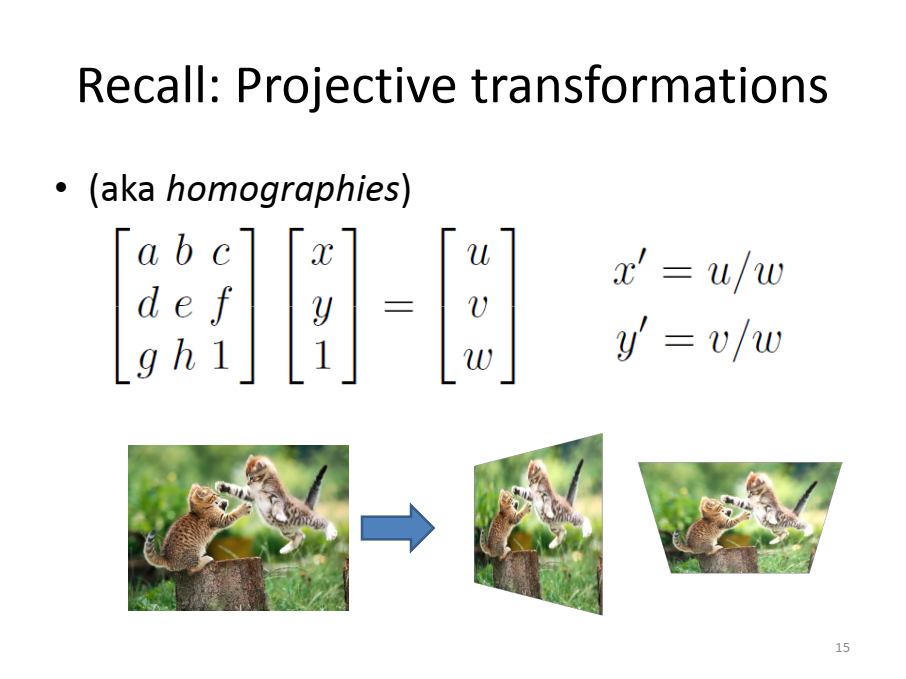 Recall: Projective transformations
• (aka homographies)
[a b c; d e f; g h 1] [x; y; 1] = [u; v; w]
x′ = u/w
y′ = v/w
15